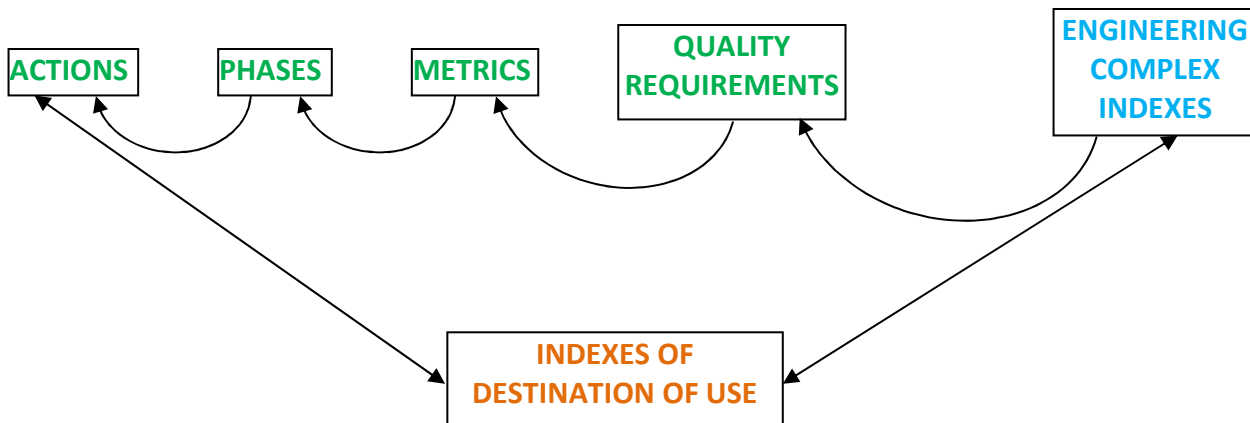 ACTIONS
PHASES
METRICS
QUALITY
REQUIREMENTS
ENGINEERING
COMPLEX
INDEXES
INDEXES OF
DESTINATION OF USE